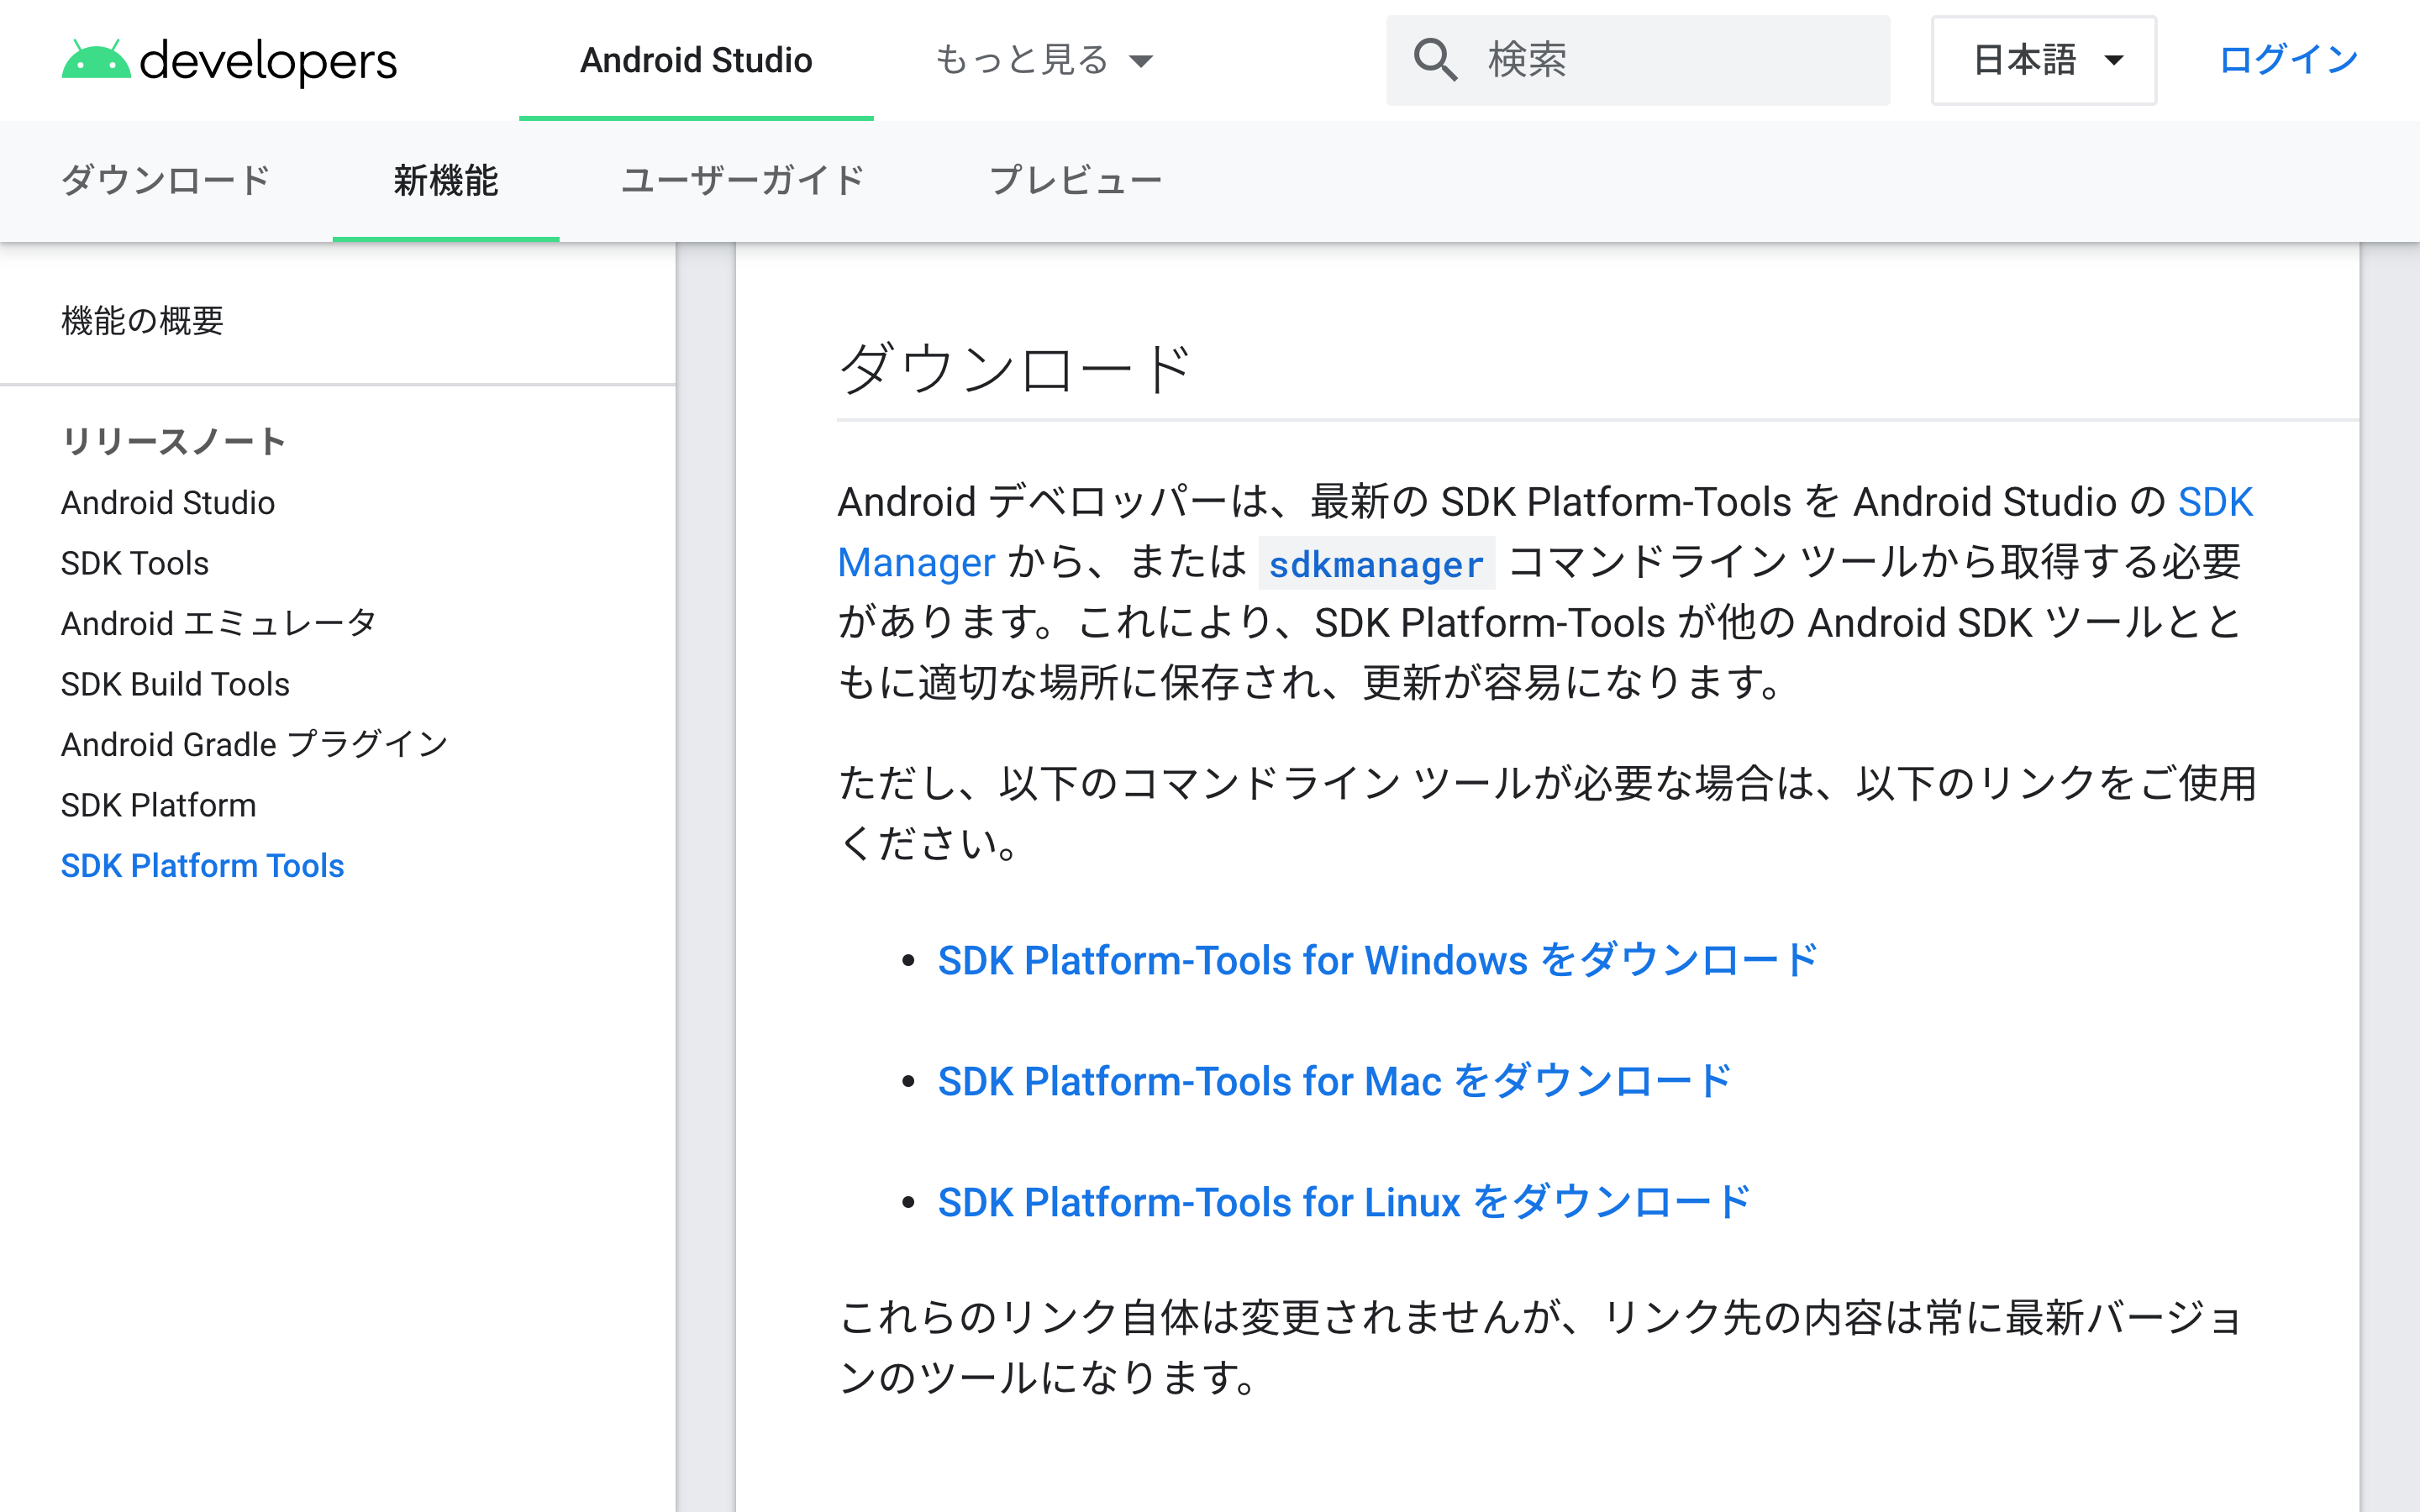 developers
Android Studio
もっと見る
検索
日本語
ログイン
ダウンロード
新機能
ユーザーガイド
プレビュー
機能の概要
リリースノート
Android Studio
SDK Tools
Android エミュレータ
SDK Build Tools
Android Gradle プラグイン
SDK Platform
SDK Platform Tools
ダウンロード
Android デベロッパーは、最新の SDK Platform-Tools を Android Studio の SDK
Manager から、または sdkmanager コマンドライン ツールから取得する必要
があります。これにより、SDK Platform-Tools が他の Android SDK ツールとと
もに適切な場所に保存され、更新が容易になります。
ただし、以下のコマンドライン ツールが必要な場合は、以下のリンクをご使用
ください。
• SDK Platform-Tools for Windows をダウンロード
• SDK Platform-Tools for Mac をダウンロード
• SDK Platform-Tools for Linux をダウンロード
これらのリンク自体は変更されませんが、リンク先の内容は常に最新バージョ
ンのツールになります。